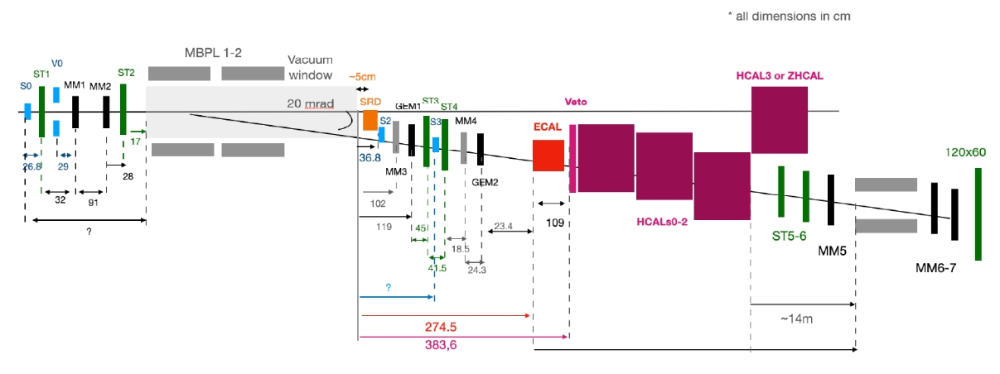 * all dimensions in cm
MBPL 1-2
Vacuum
window
V0
ST1
S0
MM1
MM2
ST2
~5cm
20 mrad
SRD
GEM1
ST3
ST4
S2
S3
MM4
Veto
ECAL
HCAL3 or ZHCAL
120x60
17
36.8
26.8
29
28
MM3
GEM2
32
91
102
119
45
23.4
109
HCALs0-2
ST5-6
MM5
MM6-7
?
18.5
41.5
24.3
?
~14m
274.5
383,6